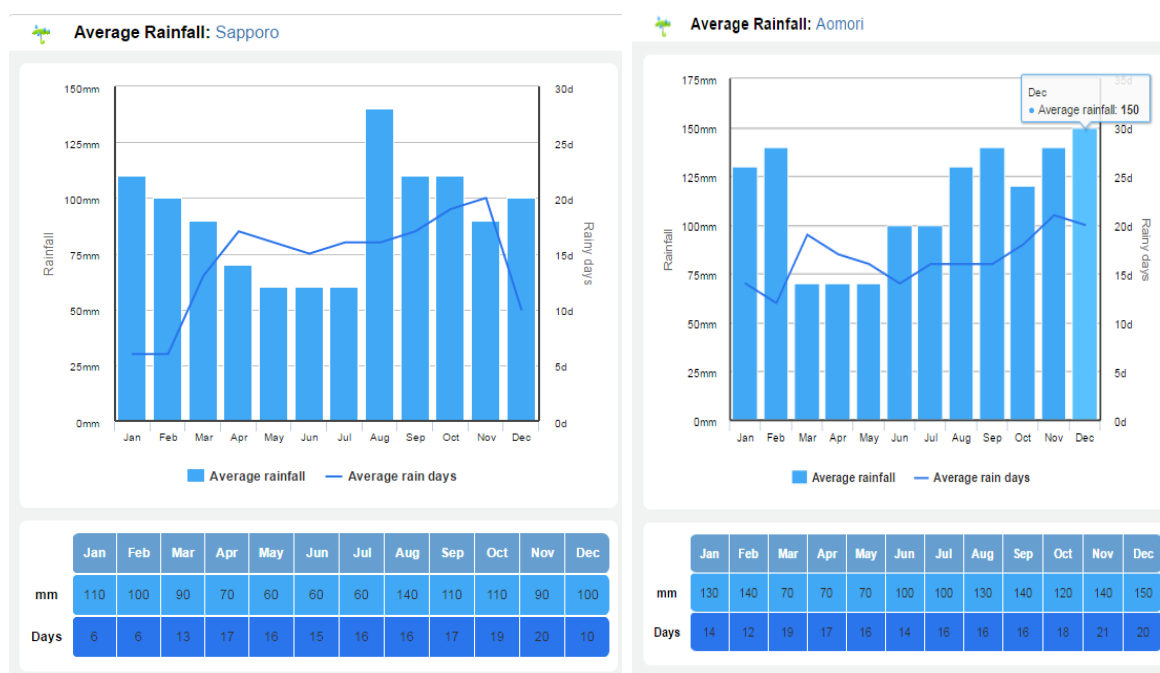 Average Rainfall: Sapporo
150mm
125mm
100mm
75mm
50mm
25mm
0mm
Rainfall
30d
25d
20d
15d
10d
5d
0d
Rainy days
Jan Feb Mar Apr May Jun Jul Aug Sep Oct Nov Dec
Average rainfall Average rain days
Jan Feb Mar Apr May Jun Jul Aug Sep Oct Nov Dec
mm 110 100 90 70 60 60 60 140 110 110 90 100
Days 6 6 13 17 16 15 16 16 17 19 20 10
Average Rainfall: Aomori
175mm
150mm
125mm
100mm
75mm
50mm
25mm
0mm
Rainfall
35d
30d
25d
20d
15d
10d
5d
0d
Rainy days
Dec
Average rainfall: 150
Jan Feb Mar Apr May Jun Jul Aug Sep Oct Nov Dec
Average rainfall Average rain days
Jan Feb Mar Apr May Jun Jul Aug Sep Oct Nov Dec
mm 130 140 70 70 70 100 100 130 140 120 140 150
Days 14 12 19 17 16 14 16 16 16 18 21 20